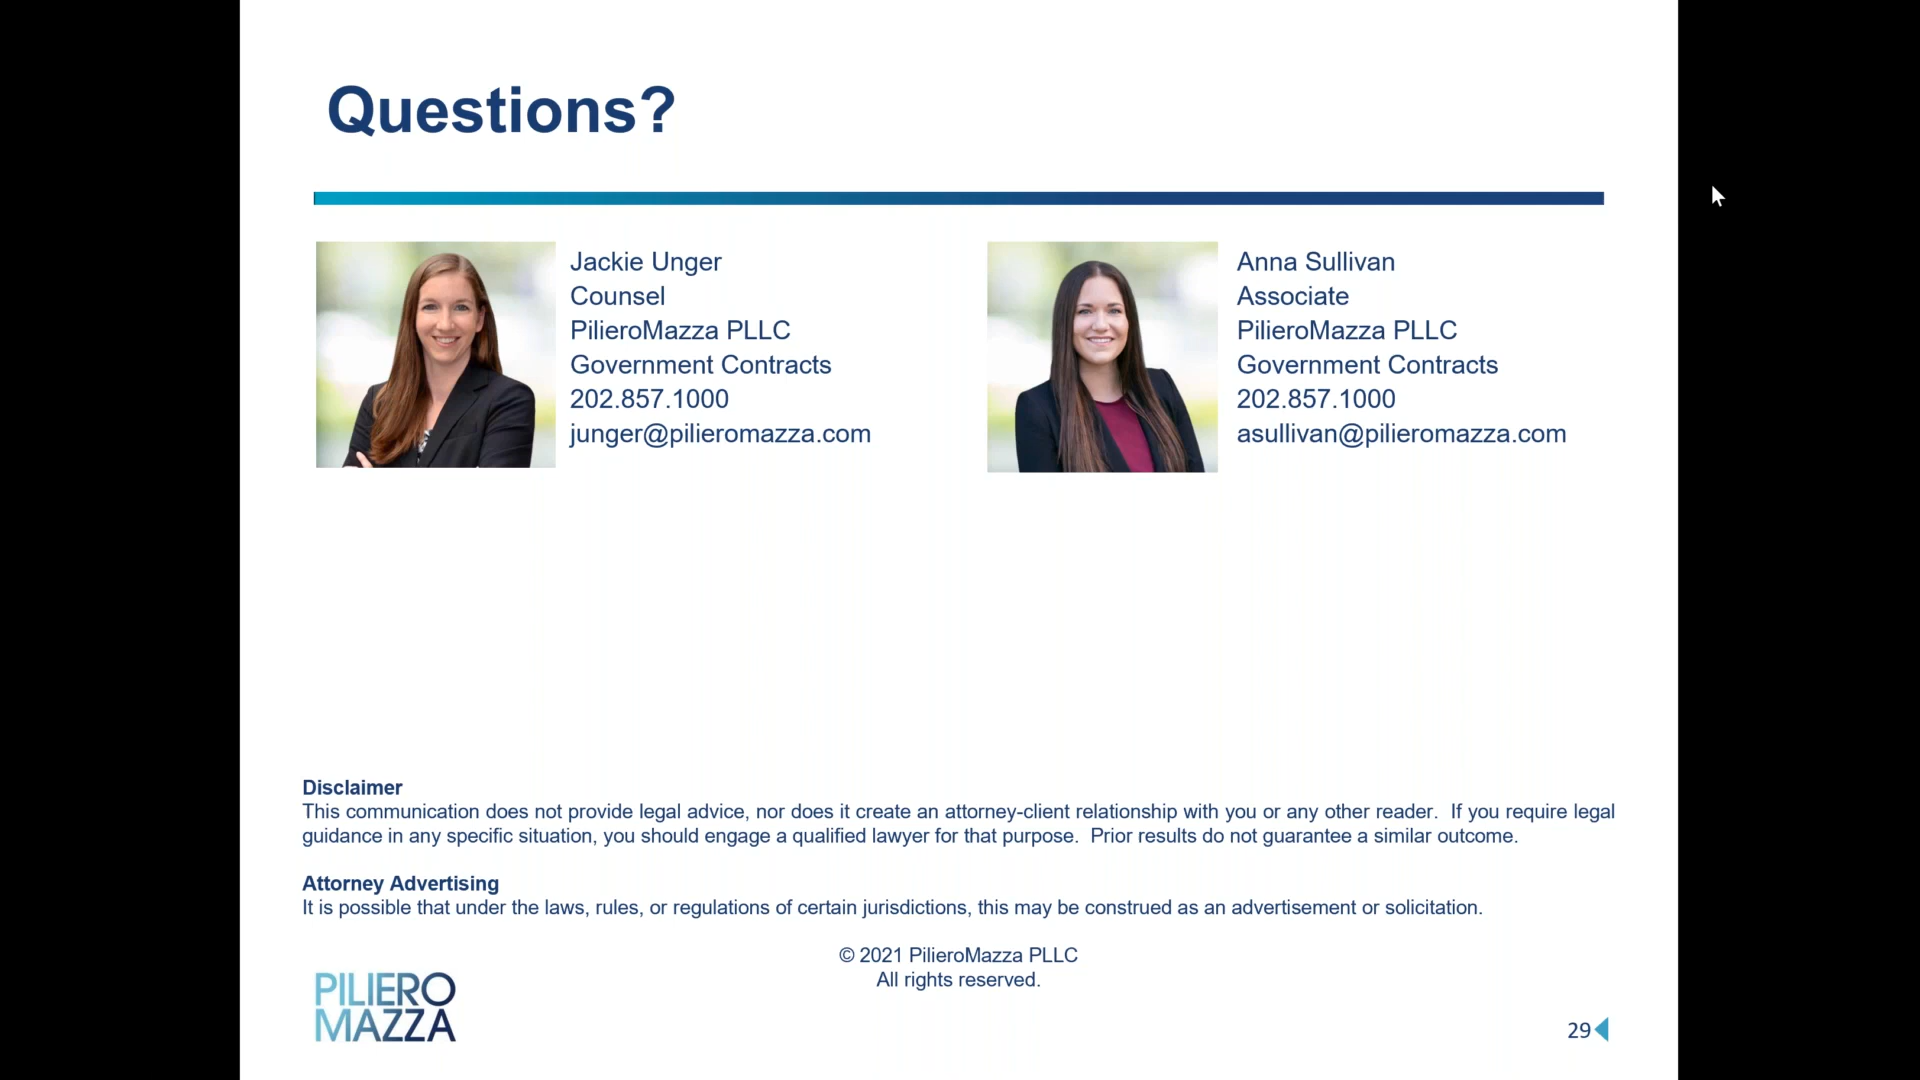 Questions?
Jackie Unger
Counsel
PilieroMazza PLLC
Government Contracts
202.857.1000
junger@pilieromazza.com
Anna Sullivan
Associate
PilieroMazza PLLC
Government Contracts
202.857.1000
asullivan@pilieromazza.com
Disclaimer
This communication does not provide legal advice, nor does it create an attorney-client relationship with you or any other reader.  If you require legal
guidance in any specific situation, you should engage a qualified lawyer for that purpose.  Prior results do not guarantee a similar outcome.
Attorney Advertising
It is possible that under the laws, rules, or regulations of certain jurisdictions, this may be construed as an advertisement or solicitation.
© 2021 PilieroMazza PLLC
All rights reserved.
PILIERO
MAZZA
29